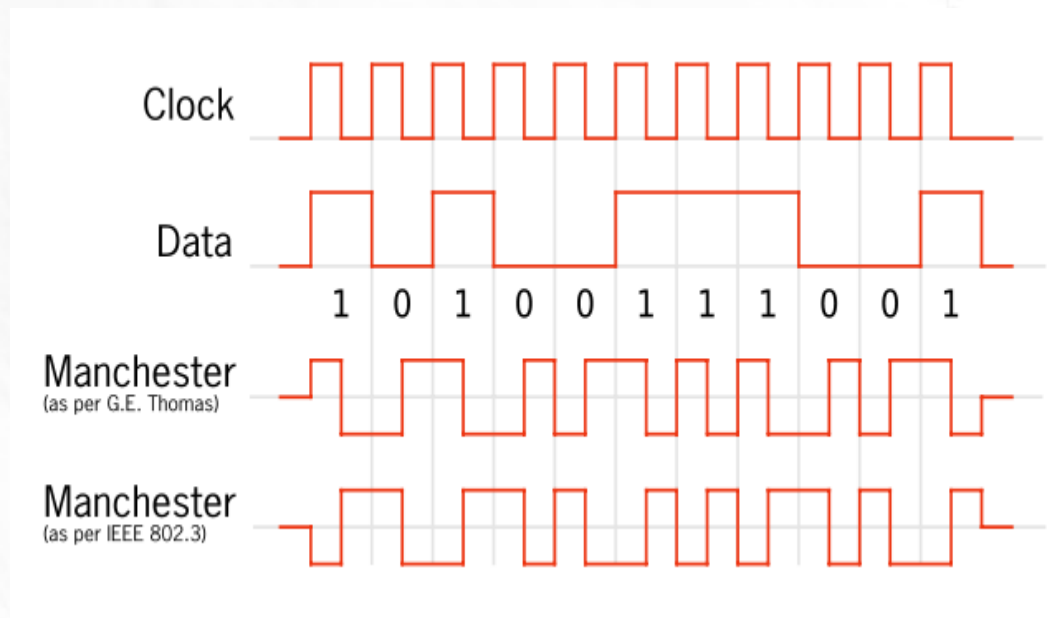 Clock
Data
1 0 1 0 0 1 1 1 0 0 1
Manchester
(as per G.E. Thomas)
Manchester
(as per IEEE 802.3)